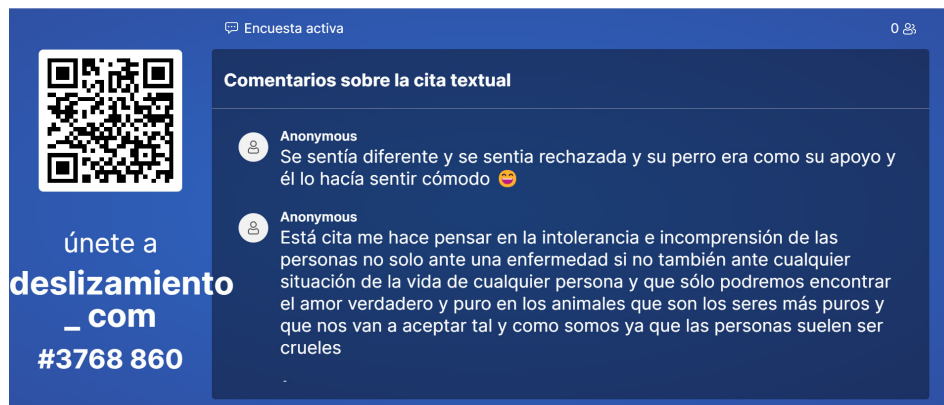 Encuesta activa
0
Comentarios sobre la cita textual
Anonymous
Se sentía diferente y se sentia rechazada y su perro era como su apoyo y
él lo hacía sentir cómodo 😄
Anonymous
Está cita me hace pensar en la intolerancia e incomprensión de las
personas no solo ante una enfermedad si no también ante cualquier
situación de la vida de cualquier persona y que sólo podremos encontrar
el amor verdadero y puro en los animales que son los seres más puros y
que nos van a aceptar tal y como somos ya que las personas suelen ser
crueles
únete a
deslizamiento
_ com
#3768 860